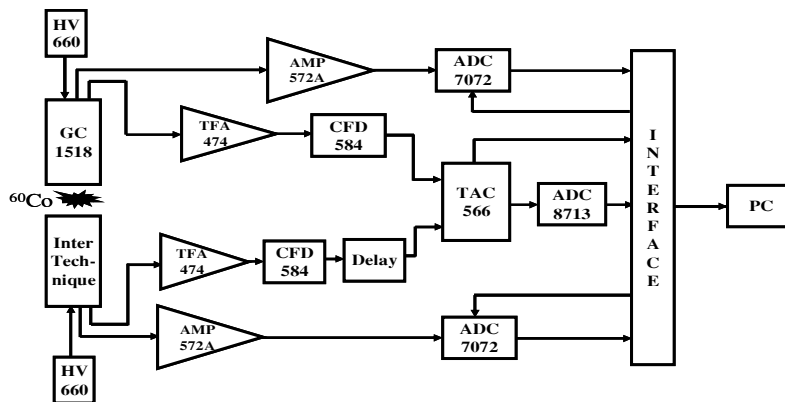 HV
660
AMP
572A
ADC
7072
GC
1518
TFA
474
CFD
584
TAC
566
ADC
8713
INTERFACE
PC
⁶⁰Co
Inter
Tech-
nique
TFA
474
CFD
584
Delay
AMP
572A
ADC
7072
HV
660